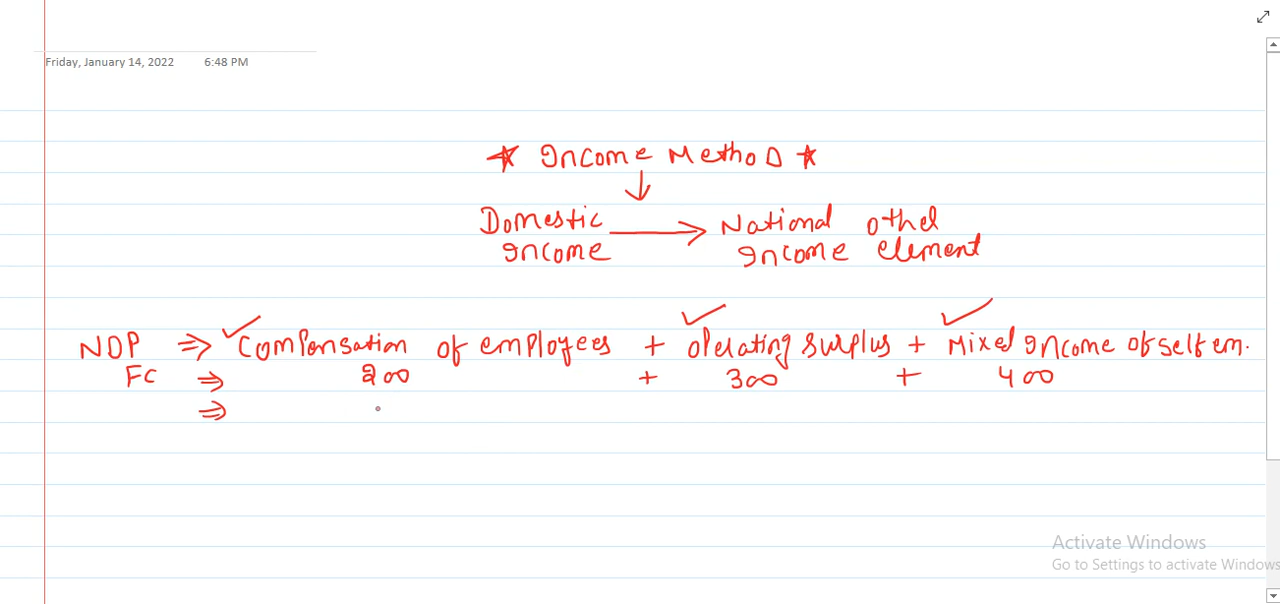 Friday, January 14, 2022 6:48 PM
★ Income Method ★
↓
Domestic Income → National Income other element
NDP FC ⇒ Compensation of employees + operating surplus + Mixed Income of self em.
⇒ 200 + 300 + 400
⇒
Activate Windows
Go to Settings to activate Windows